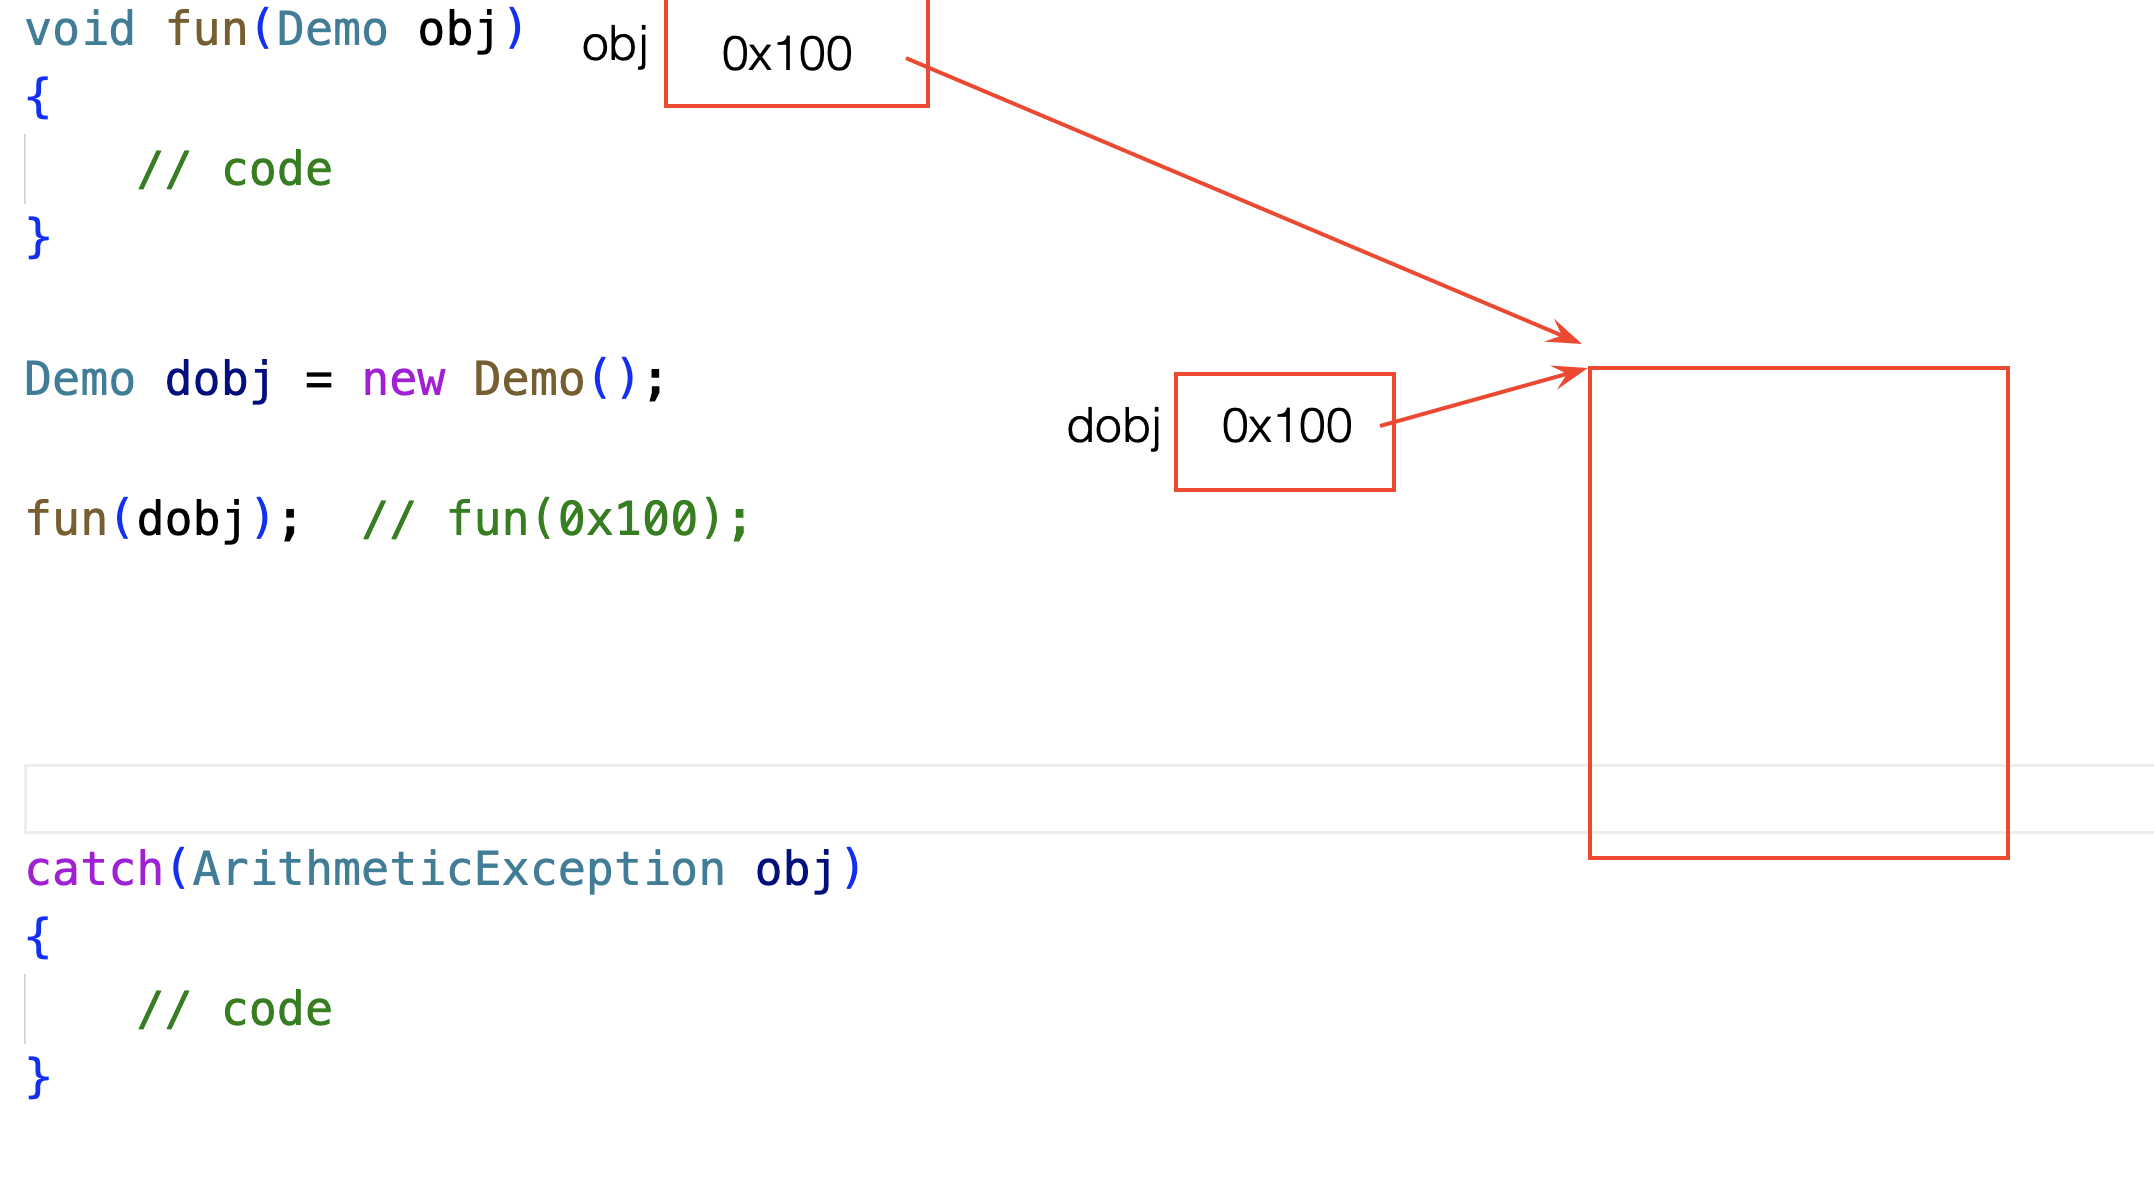 void fun(Demo obj) obj 0x100
{
// code
}
Demo dobj = new Demo();
dobj 0x100
fun(dobj); // fun(0x100);
catch(ArithmeticException obj)
{
// code
}